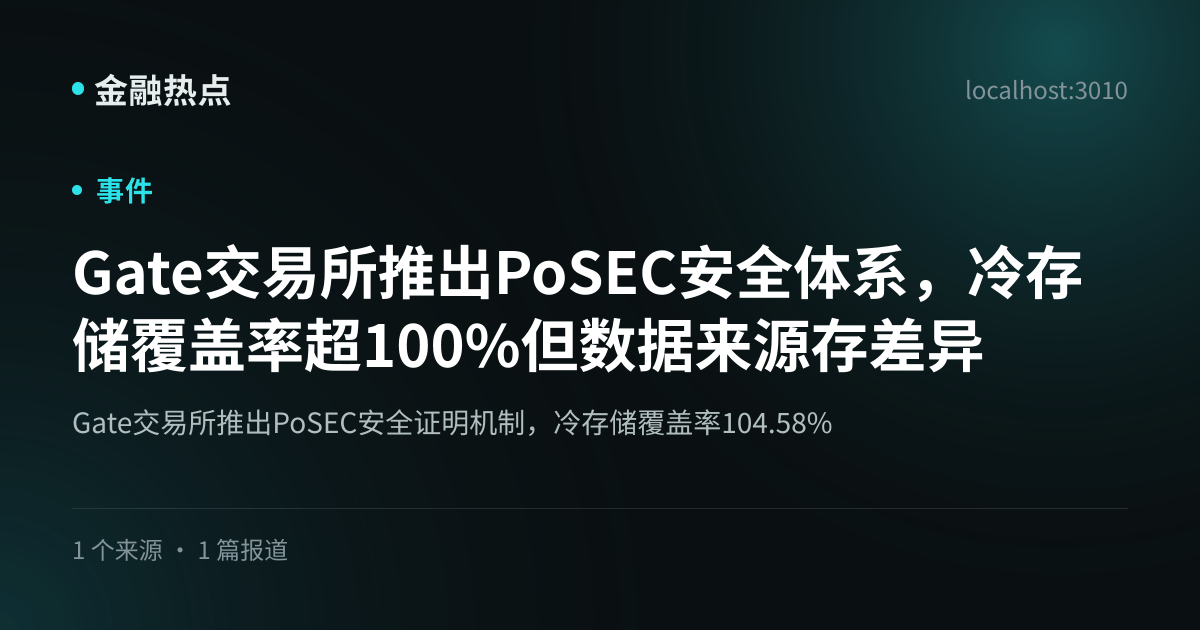 金融热点
localhost:3010
事件
Gate交易所推出PoSEC安全体系，冷存
储覆盖率超100%但数据来源存差异
Gate交易所推出PoSEC安全证明机制，冷存储覆盖率104.58%
1 个来源 · 1 篇报道